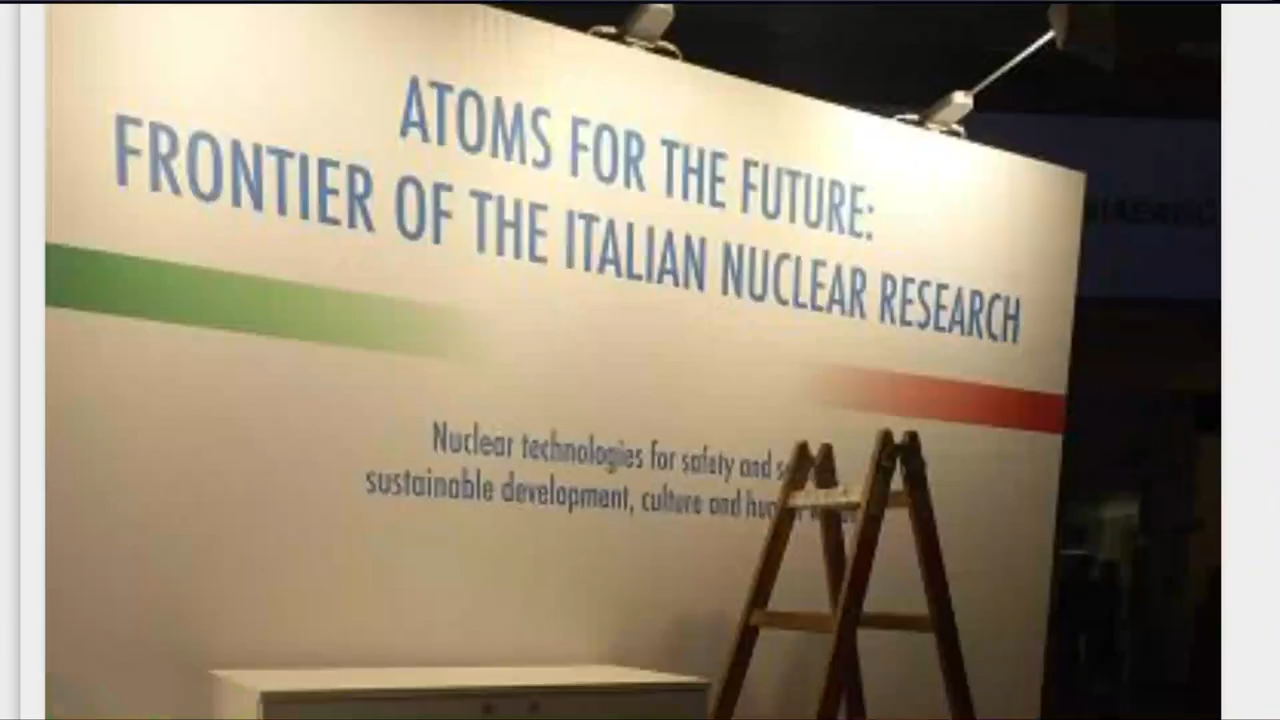 ATOMS FOR THE FUTURE:
FRONTIER OF THE ITALIAN NUCLEAR RESEARCH
Nuclear technologies for safety and
sustainable development, culture and